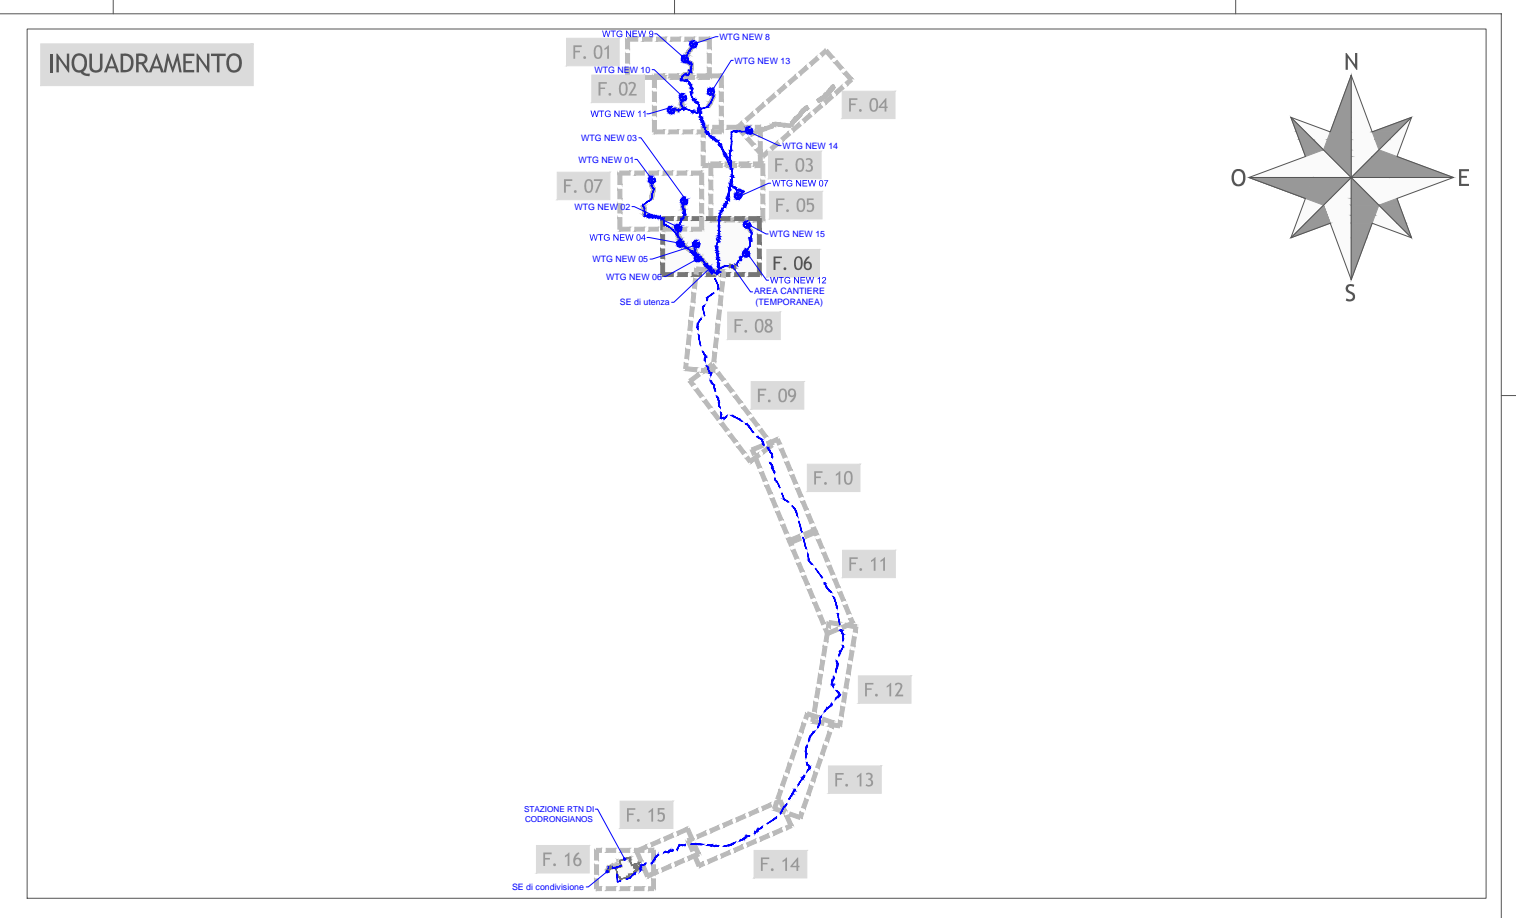 INQUADRAMENTO
WTG NEW 9
WTG NEW 8
F. 01
WTG NEW 13
WTG NEW 10
F. 02
F. 04
WTG NEW 11
WTG NEW 03
WTG NEW 14
WTG NEW 01
F. 03
F. 07
WTG NEW 07
WTG NEW 02
F. 05
WTG NEW 04
WTG NEW 15
WTG NEW 05
F. 06
WTG NEW 06
WTG NEW 12
AREA CANTIERE
(TEMPORANEA)
SE di utenza
F. 08
F. 09
F. 10
F. 11
F. 12
F. 13
STAZIONE RTN DI
CODRONGIANOS
F. 15
F. 16
F. 14
SE di condivisione
N
O
E
S